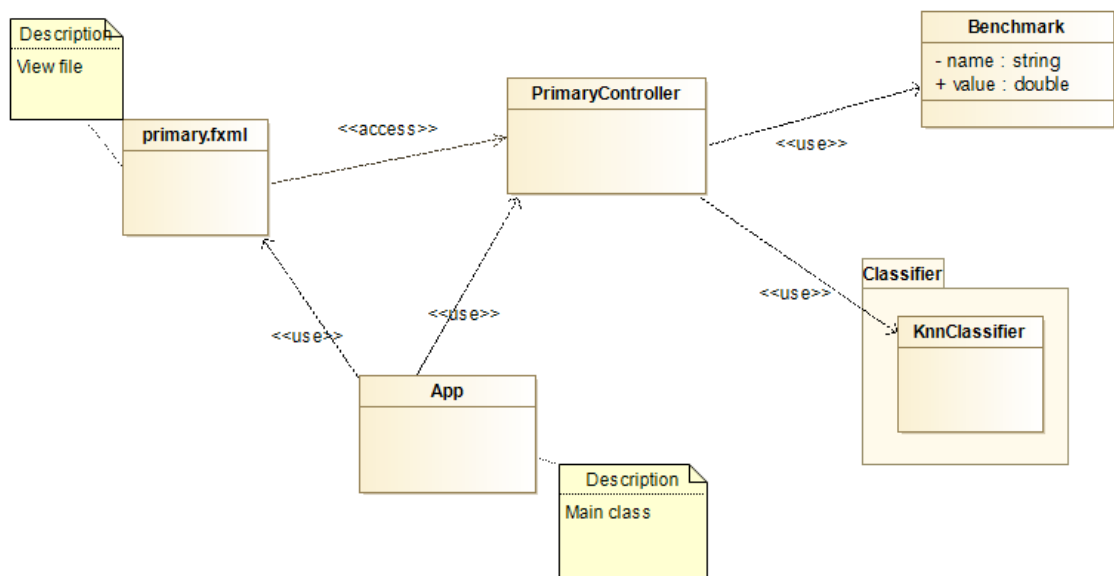 Description
View file
primary.fxml
<<access>>
PrimaryController
Benchmark
- name : string
+ value : double
<<use>>
Classifier
KnnClassifier
<<use>>
<<use>>
<<use>>
App
Description
Main class